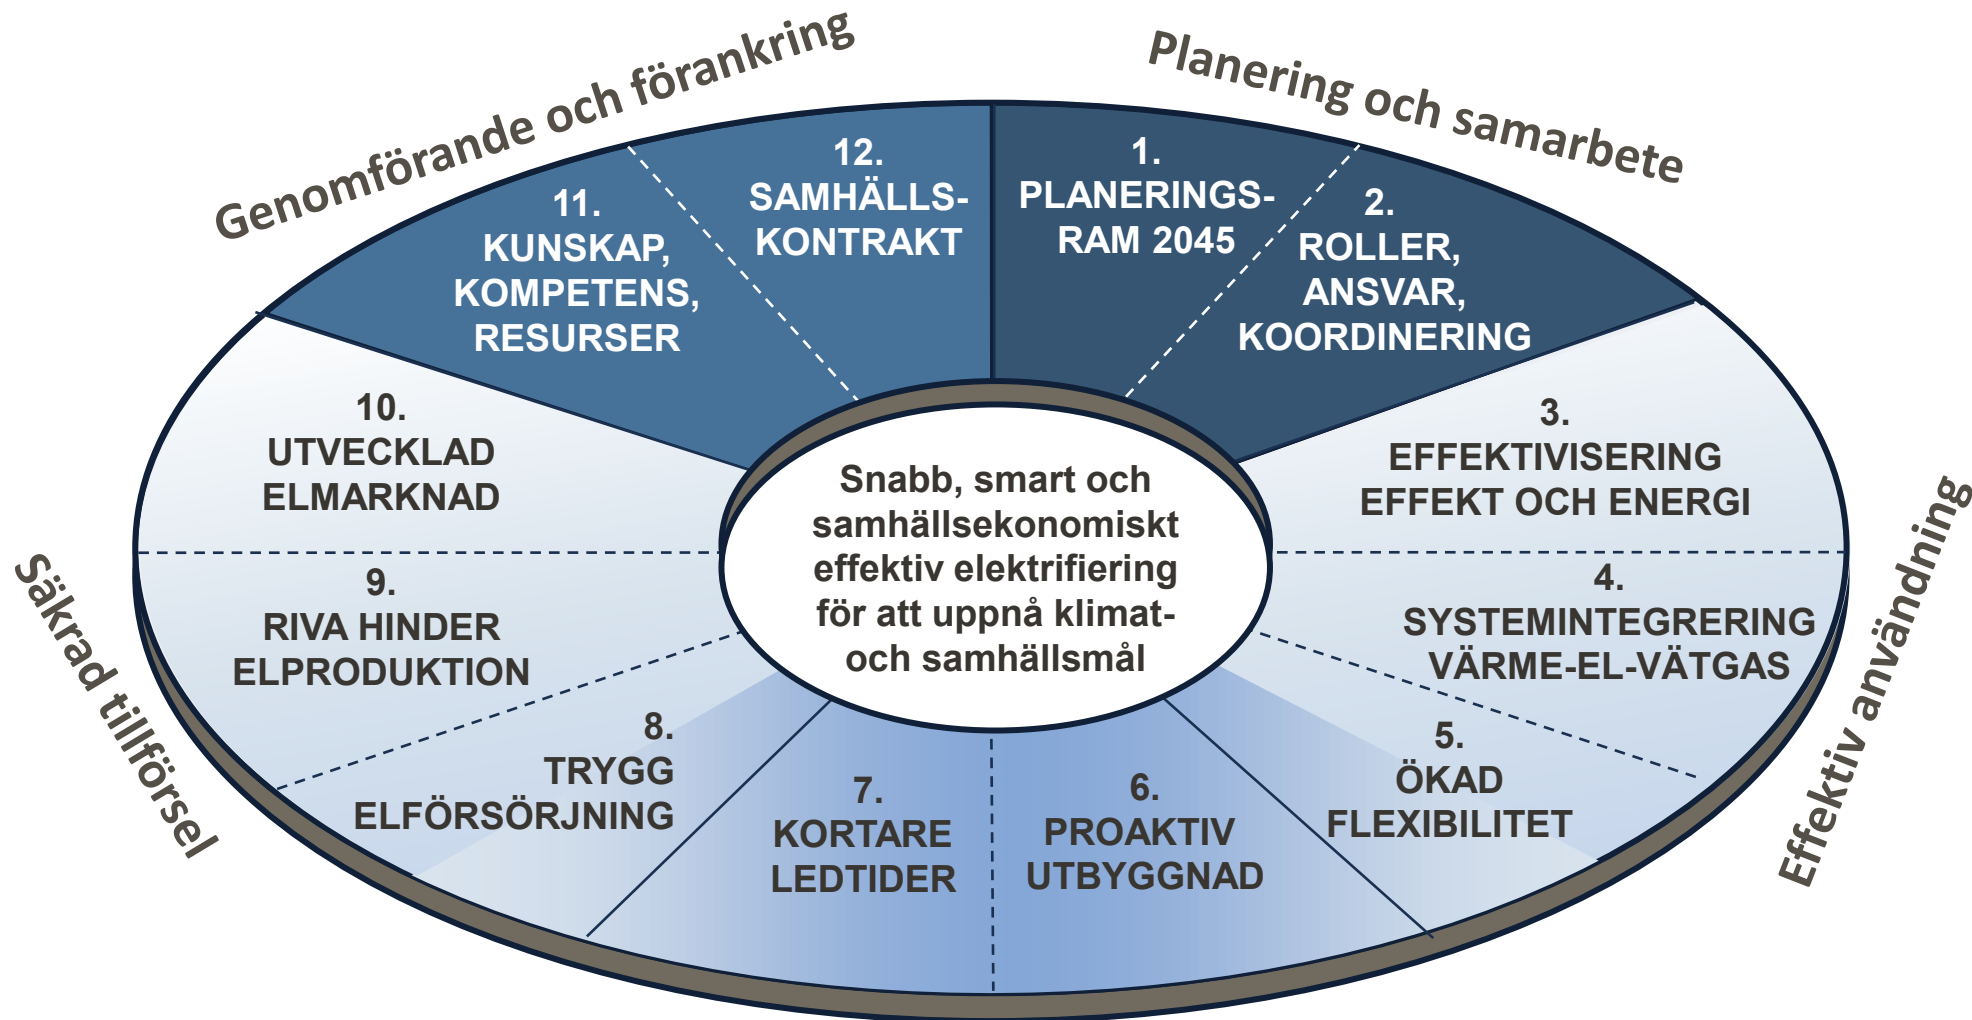 Genomförande och förankring
Planering och samarbete
Effektiv användning
Säkrad tillförsel
1.
PLANERINGS-
RAM 2045
2.
ROLLER,
ANSVAR,
KOORDINERING
3.
EFFEKTIVISERING
EFFEKT OCH ENERGI
4.
SYSTEMINTEGRERING
VÄRME-EL-VÄTGAS
5.
ÖKAD
FLEXIBILITET
6.
PROAKTIV
UTBYGGNAD
7.
KORTARE
LEDTIDER
8.
TRYGG
ELFÖRSÖRJNING
9.
RIVA HINDER
ELPRODUKTION
10.
UTVECKLAD
ELMARKNAD
11.
KUNSKAP,
KOMPETENS,
RESURSER
12.
SAMHÄLLS-
KONTRAKT
Snabb, smart och
samhällsekonomiskt
effektiv elektrifiering
för att uppnå klimat-
och samhällsmål